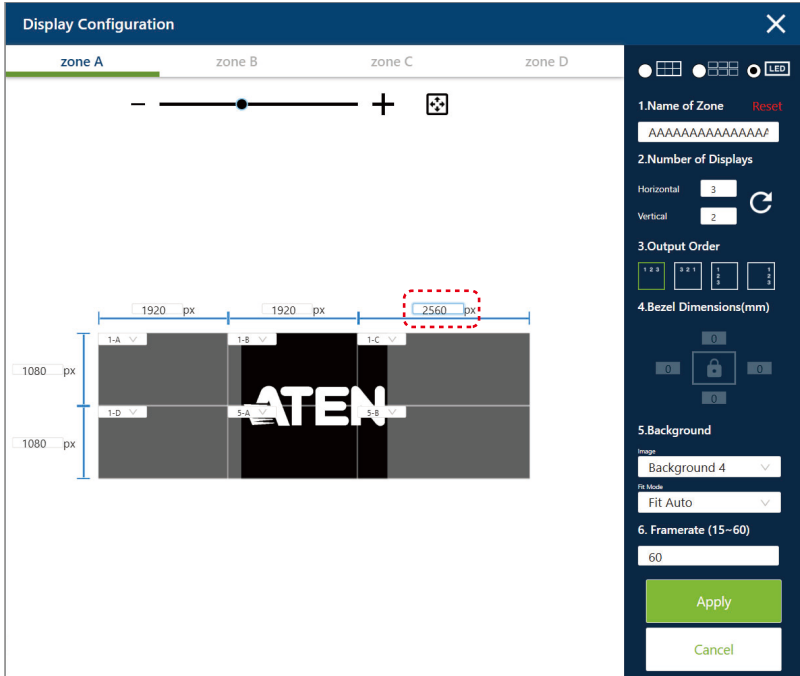 Display Configuration
zone A
zone B
zone C
zone D
LED
1.Name of Zone
Reset
AAAAAAAAAAAAAAA
2.Number of Displays
Horizontal
3
Vertical
2
3.Output Order
1 2 3
3 2 1
1
2
3
1
2
3
4.Bezel Dimensions(mm)
0
0
0
0
5.Background
Image
Background 4
Fit Mode
Fit Auto
6. Framerate (15~60)
60
Apply
Cancel
1920 px
1920 px
2560 px
1080 px
1080 px
1-A
1-B
1-C
1-D
5-A
5-B
ATEN